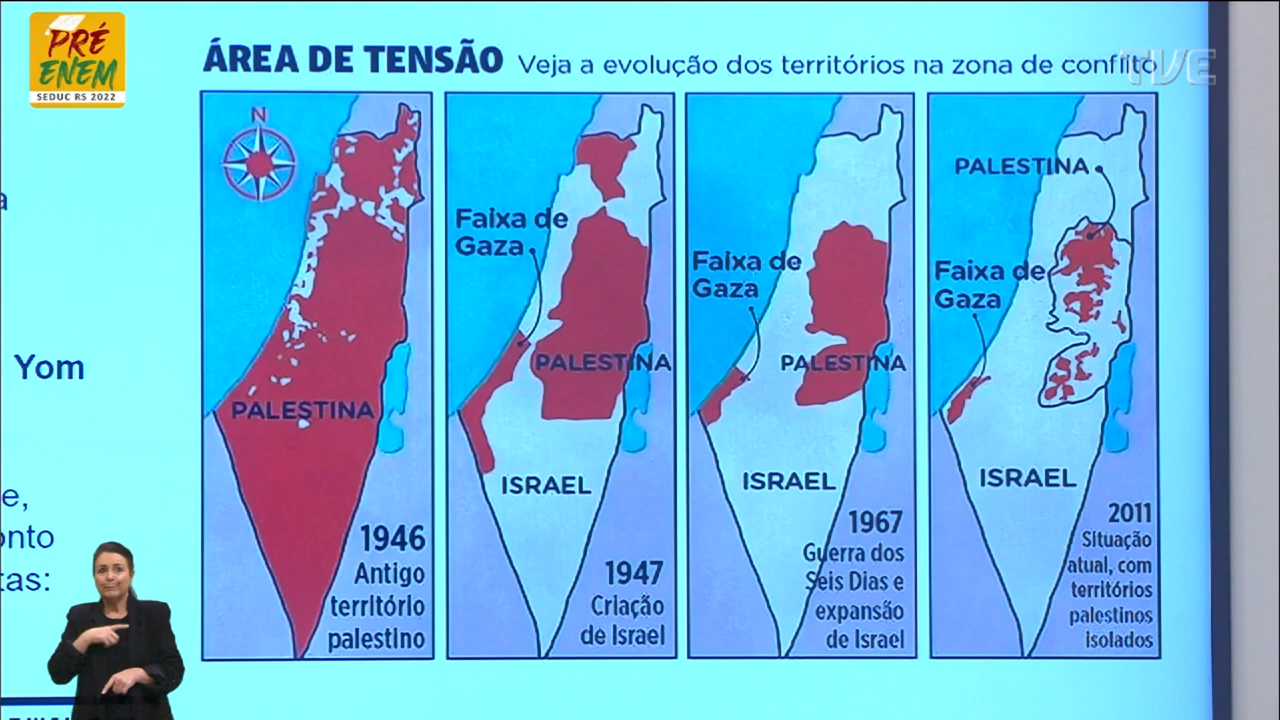 PRÉ
ENEM
SEDUC RS 2022
ÁREA DE TENSÃO Veja a evolução dos territórios na zona de conflito
TVE
a
Yom
e,
onto
tas:
N
PALESTINA
1946
Antigo
território
palestino
Faixa de
Gaza
PALESTINA
ISRAEL
1947
Criação
de Israel
Faixa de
Gaza
PALESTINA
ISRAEL
1967
Guerra dos
Seis Dias e
expansão
de Israel
PALESTINA
Faixa de
Gaza
ISRAEL
2011
Situação
atual, com
territórios
palestinos
isolados